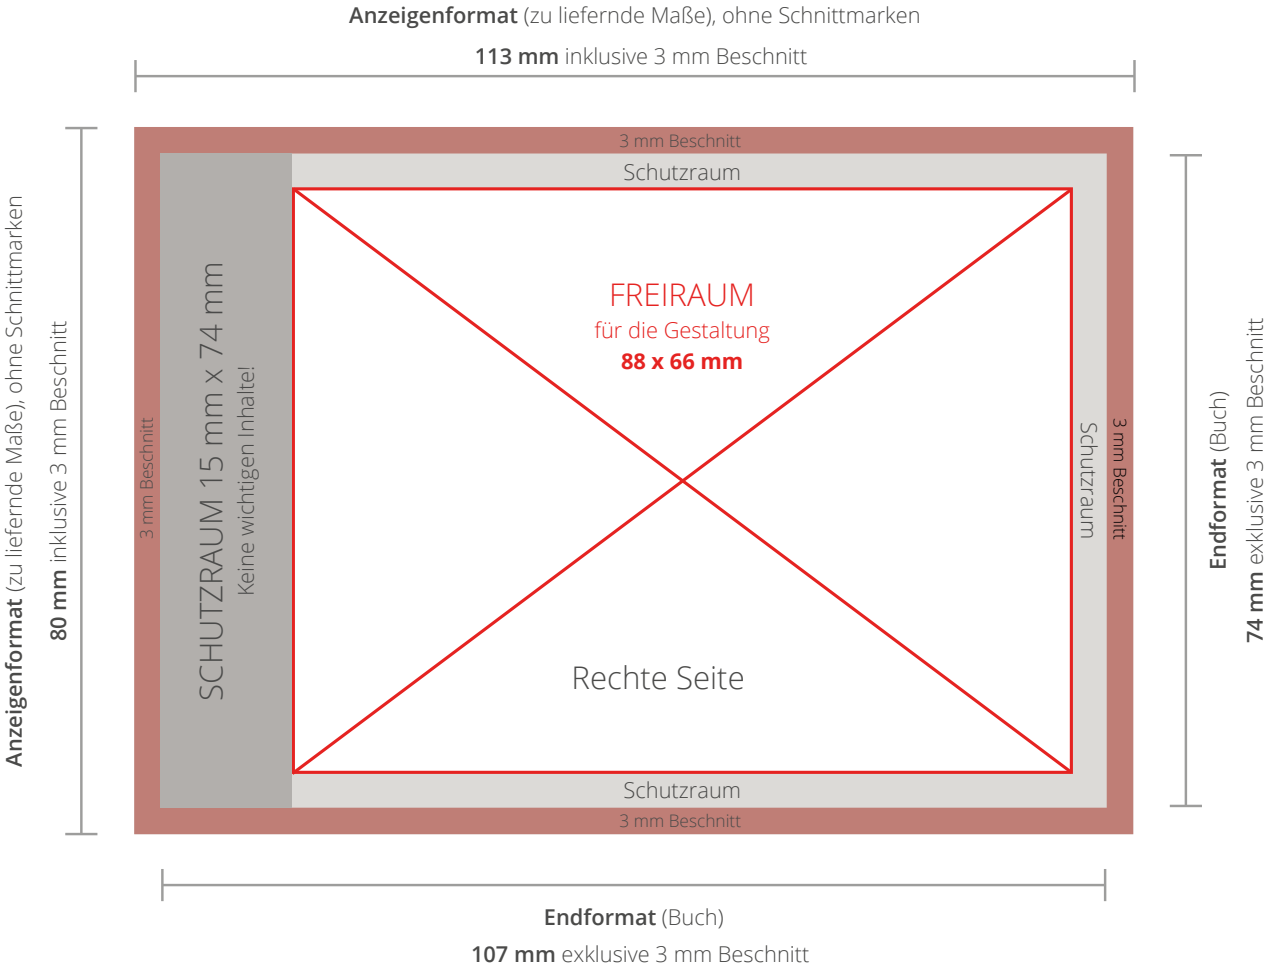 Anzeigenformat (zu liefernde Maße), ohne Schnittmarken
113 mm inklusive 3 mm Beschnitt
3 mm Beschnitt
Schutzraum
Anzeigenformat (zu liefernde Maße), ohne Schnittmarken
80 mm inklusive 3 mm Beschnitt
3 mm Beschnitt
SCHUTZRAUM 15 mm x 74 mm
Keine wichtigen Inhalte!
FREIRAUM
für die Gestaltung
88 x 66 mm
Rechte Seite
Schutzraum
3 mm Beschnitt
Endformat (Buch)
74 mm exklusive 3 mm Beschnitt
Schutzraum
3 mm Beschnitt
Endformat (Buch)
107 mm exklusive 3 mm Beschnitt